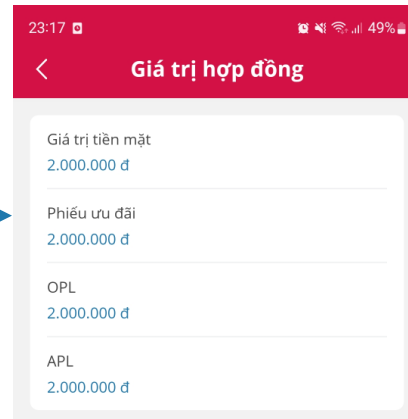 23:17 49%
Giá trị hợp đồng
Giá trị tiền mặt
2.000.000 đ
Phiếu ưu đãi
2.000.000 đ
OPL
2.000.000 đ
APL
2.000.000 đ